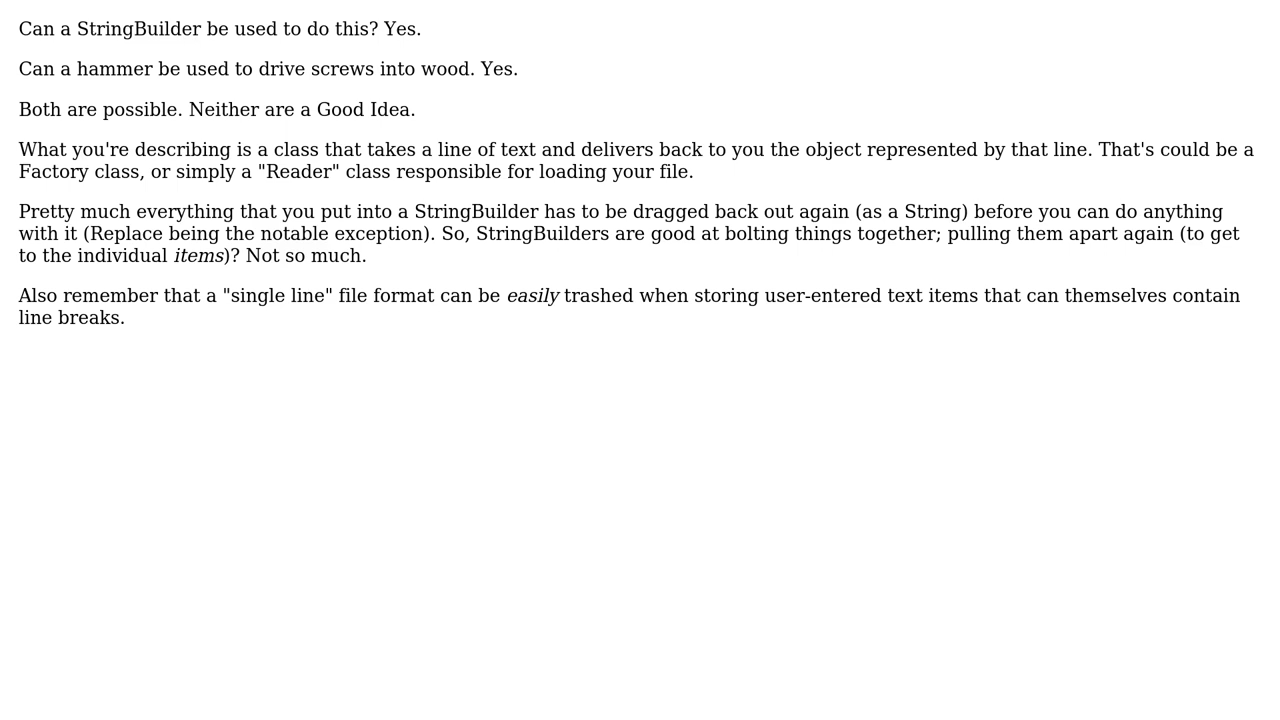 Can a StringBuilder be used to do this? Yes.
Can a hammer be used to drive screws into wood. Yes.
Both are possible. Neither are a Good Idea.
What you're describing is a class that takes a line of text and delivers back to you the object represented by that line. That's could be a
Factory class, or simply a "Reader" class responsible for loading your file.
Pretty much everything that you put into a StringBuilder has to be dragged back out again (as a String) before you can do anything
with it (Replace being the notable exception). So, StringBuilders are good at bolting things together; pulling them apart again (to get
to the individual items)? Not so much.
Also remember that a "single line" file format can be easily trashed when storing user-entered text items that can themselves contain
line breaks.